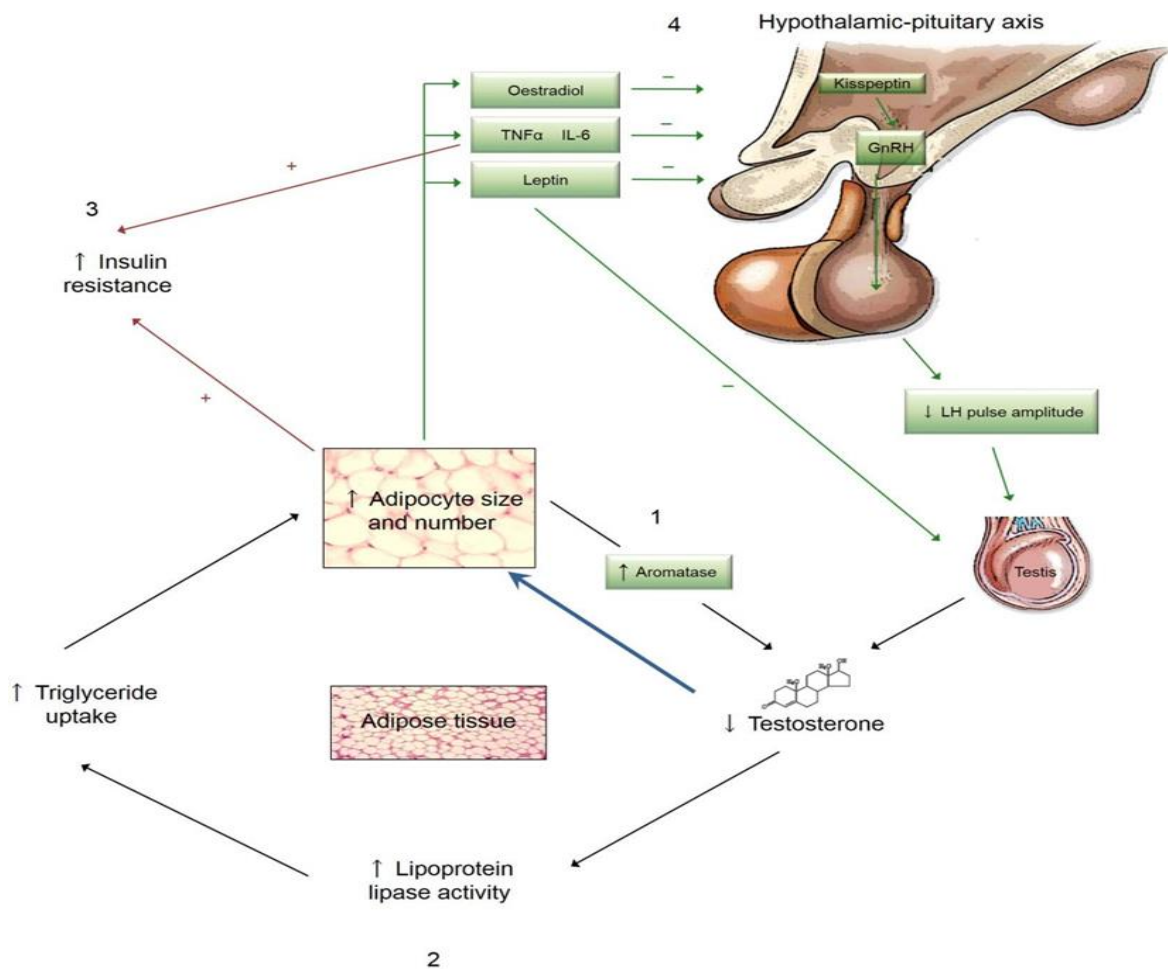 4
Hypothalamic-pituitary axis
Oestradiol
−
Kisspeptin
TNFα IL-6
−
GnRH
Leptin
−
+
3
↑ Insulin
resistance
+
−
↓ LH pulse amplitude
↑ Adipocyte size
and number
1
↑ Aromatase
Testis
↑ Triglyceride
uptake
Adipose tissue
↓ Testosterone
↑ Lipoprotein
lipase activity
2